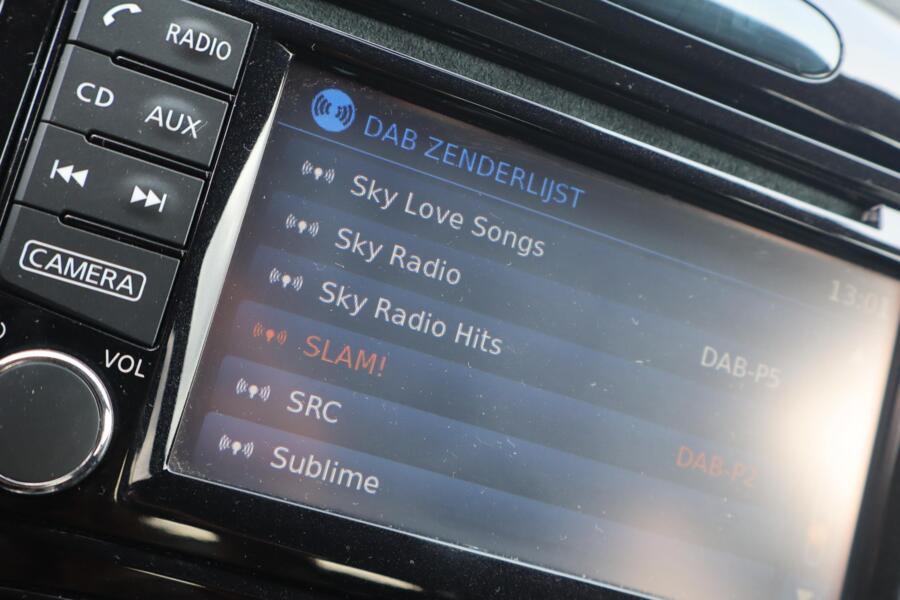 RADIO
CD AUX
CAMERA
VOL
DAB ZENDERLIJST
13:01
Sky Love Songs
Sky Radio
Sky Radio Hits DAB-P5
SLAM!
SRC DAB-P2
Sublime